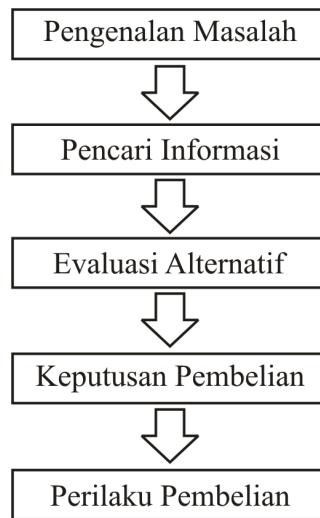 Pengenalan Masalah
Pencari Informasi
Evaluasi Alternatif
Keputusan Pembelian
Perilaku Pembelian